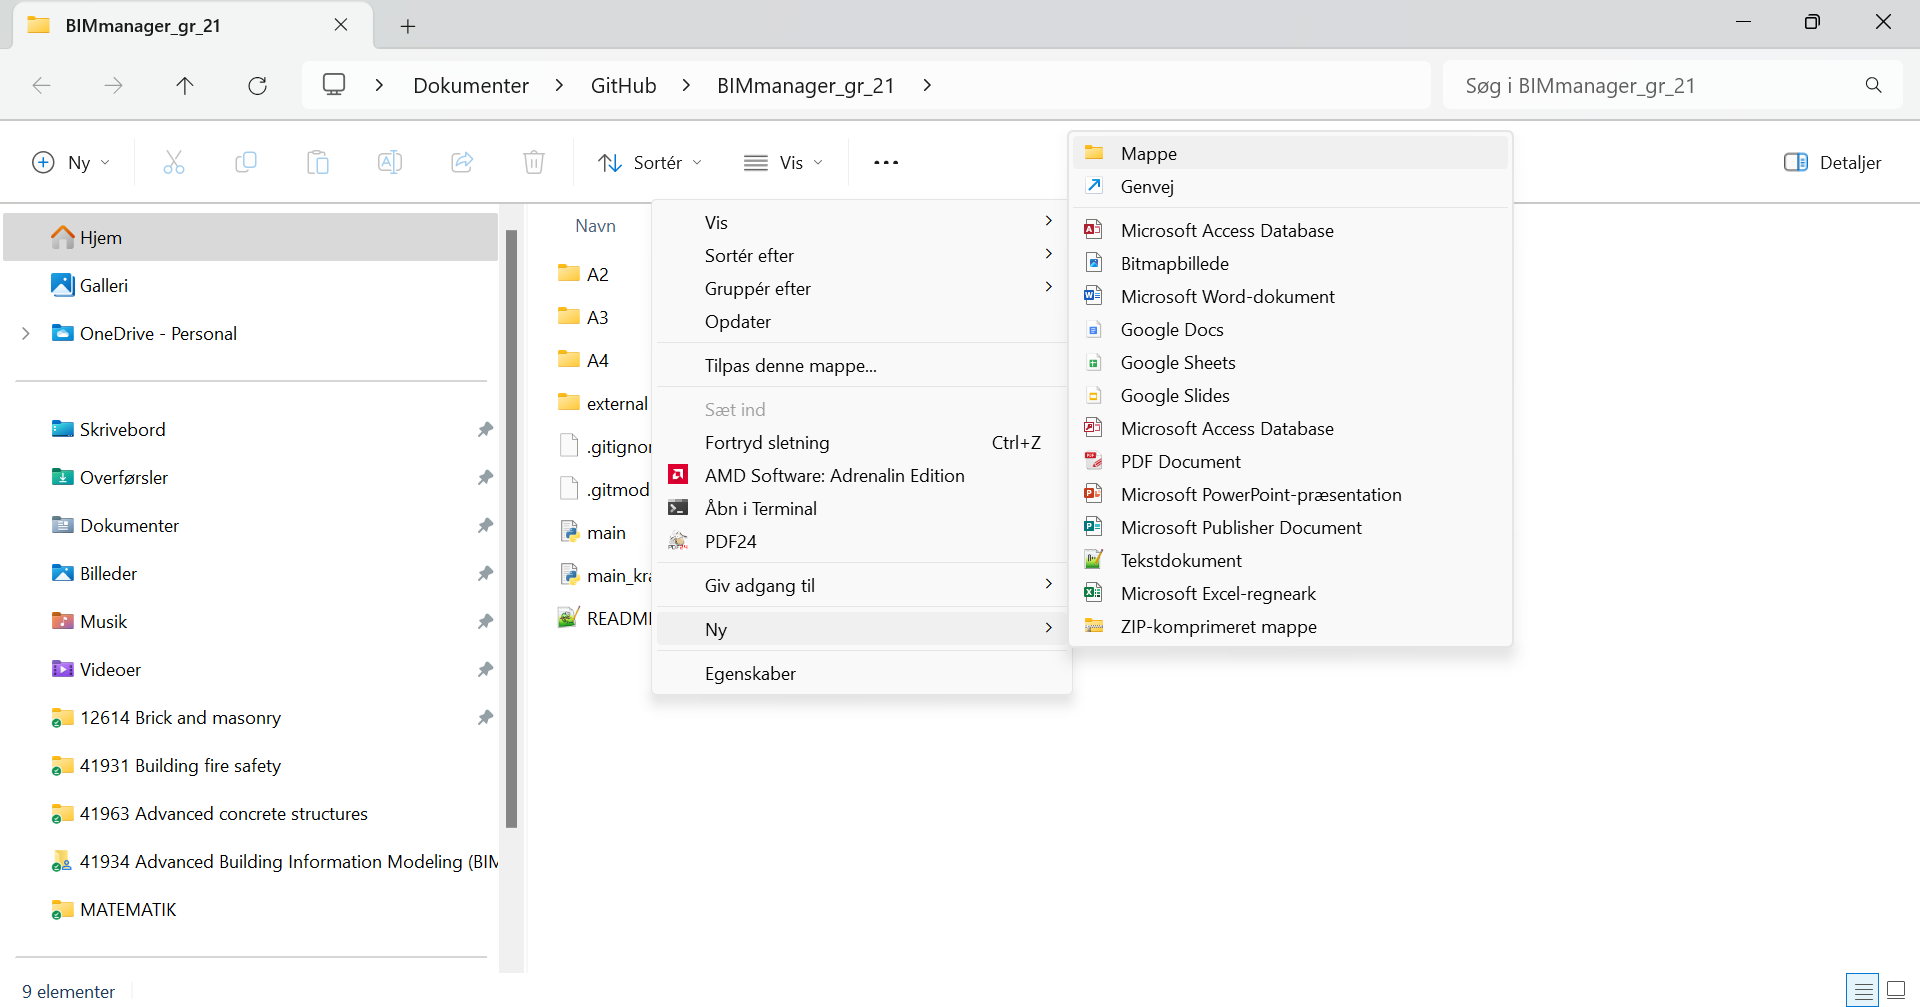 BIMmanager_gr_21
Dokumenter
GitHub
BIMmanager_gr_21
Søg i BIMmanager_gr_21
Ny
Sortér
Vis
Detaljer
Hjem
Galleri
OneDrive - Personal
Skrivebord
Overførsler
Dokumenter
Billeder
Musik
Videoer
12614 Brick and masonry
41931 Building fire safety
41963 Advanced concrete structures
41934 Advanced Building Information Modeling (BIM
MATEMATIK
Navn
A2
A3
A4
external
.gitignor
.gitmod
main
main_kra
README
Vis
Sortér efter
Gruppér efter
Opdater
Tilpas denne mappe...
Sæt ind
Fortryd sletning Ctrl+Z
AMD Software: Adrenalin Edition
Åbn i Terminal
PDF24
Giv adgang til
Ny
Egenskaber
Mappe
Genvej
Microsoft Access Database
Bitmapbillede
Microsoft Word-dokument
Google Docs
Google Sheets
Google Slides
Microsoft Access Database
PDF Document
Microsoft PowerPoint-præsentation
Microsoft Publisher Document
Tekstdokument
Microsoft Excel-regneark
ZIP-komprimeret mappe
9 elementer